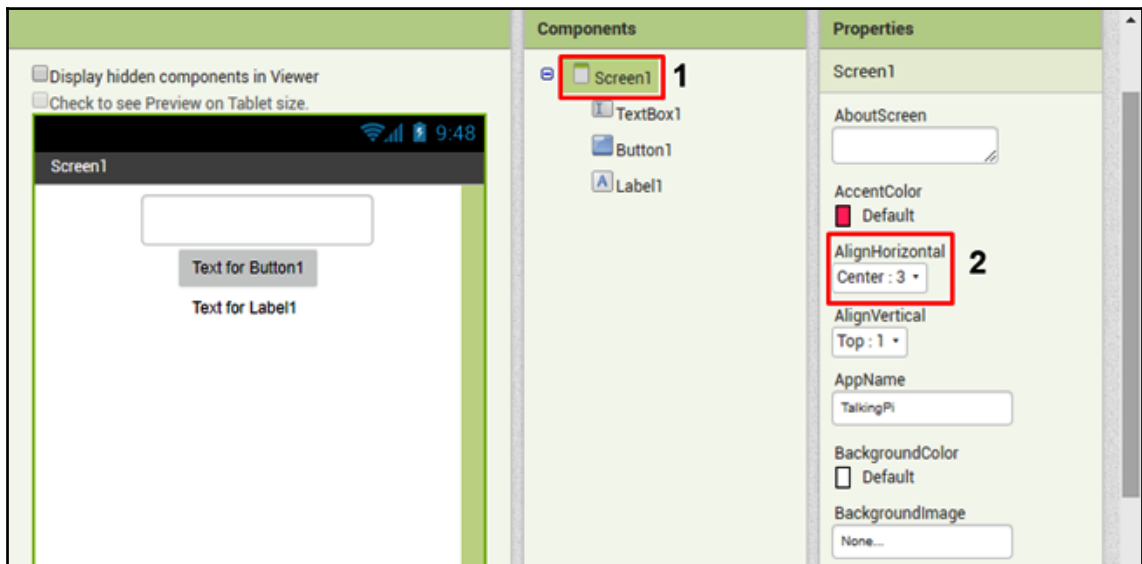 Display hidden components in Viewer
Check to see Preview on Tablet size.
9:48
Screen1
Text for Button1
Text for Label1
Components
Screen1
1
TextBox1
Button1
A
Label1
Properties
Screen1
AboutScreen
AccentColor
Default
AlignHorizontal
2
Center : 3
AlignVertical
Top : 1
AppName
TalkingPi
BackgroundColor
Default
BackgroundImage
None...